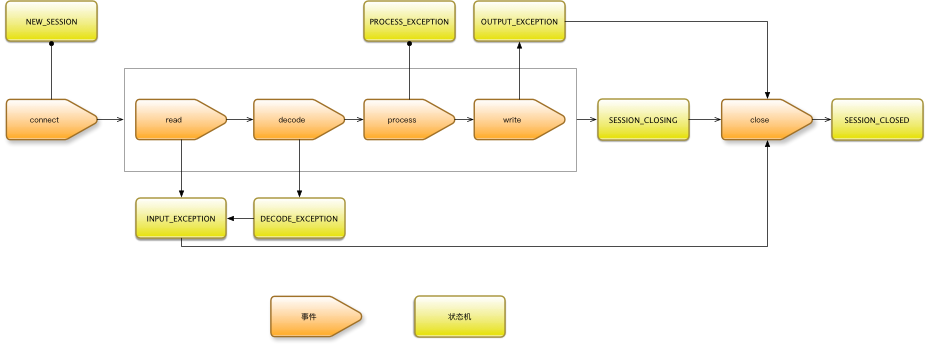 NEW_SESSION
PROCESS_EXCEPTION
OUTPUT_EXCEPTION
connect
read
decode
process
write
SESSION_CLOSING
close
SESSION_CLOSED
INPUT_EXCEPTION
DECODE_EXCEPTION
事件
状态机